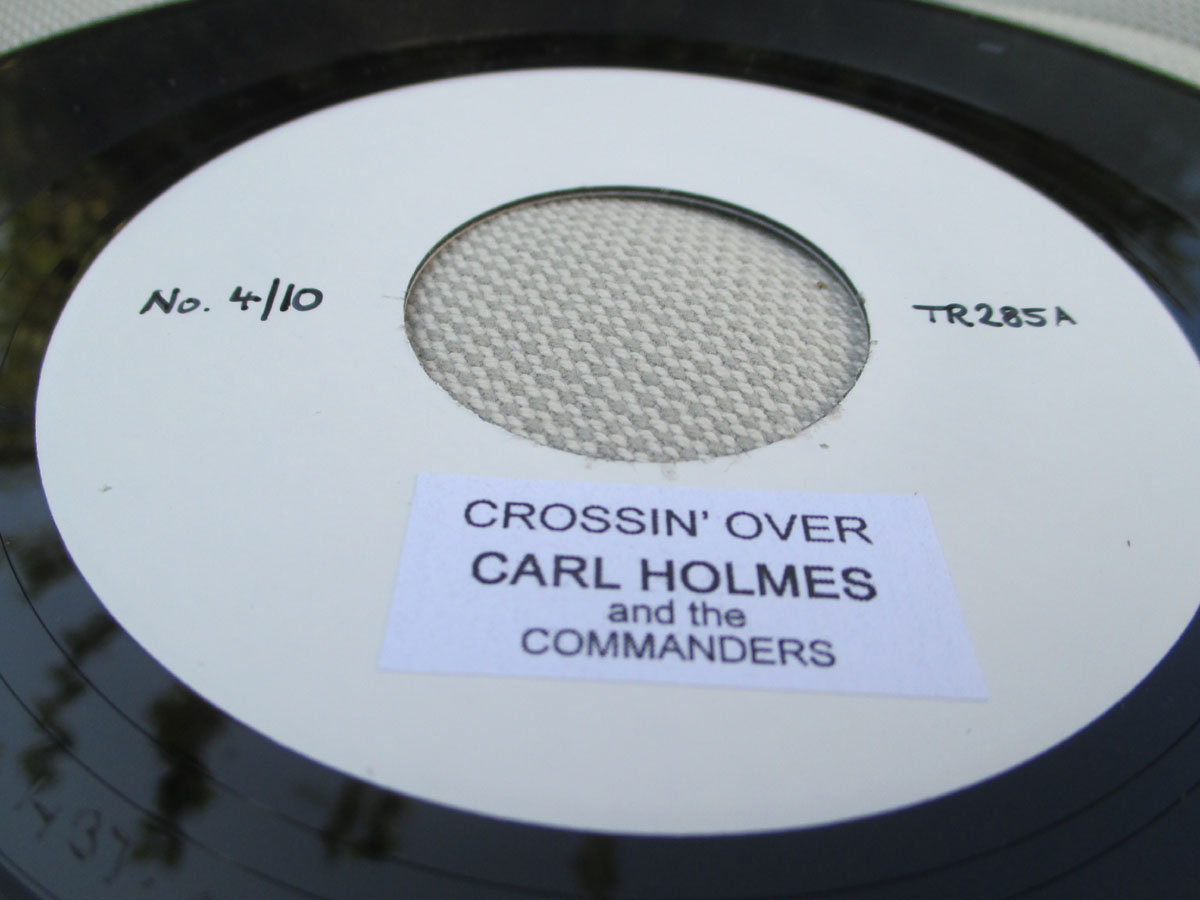 No. 4/10
TR285A
CROSSIN' OVER
CARL HOLMES
and the
COMMANDERS